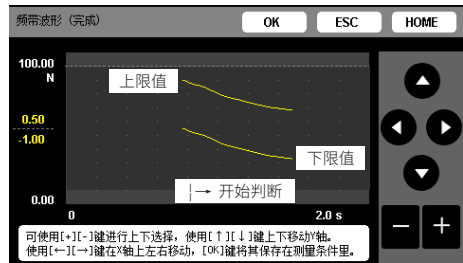 频带波形（完成） OK ESC HOME
100.00
N
上限值
0.50
-1.00
下限值
→ 开始判断
0.00
0 2.0 s
可使用[+][-]键进行上下选择，使用[↑][↓]键上下移动Y轴。
使用[←][→]键在X轴上左右移动，[OK]键将其保存在测量条件里。
− +